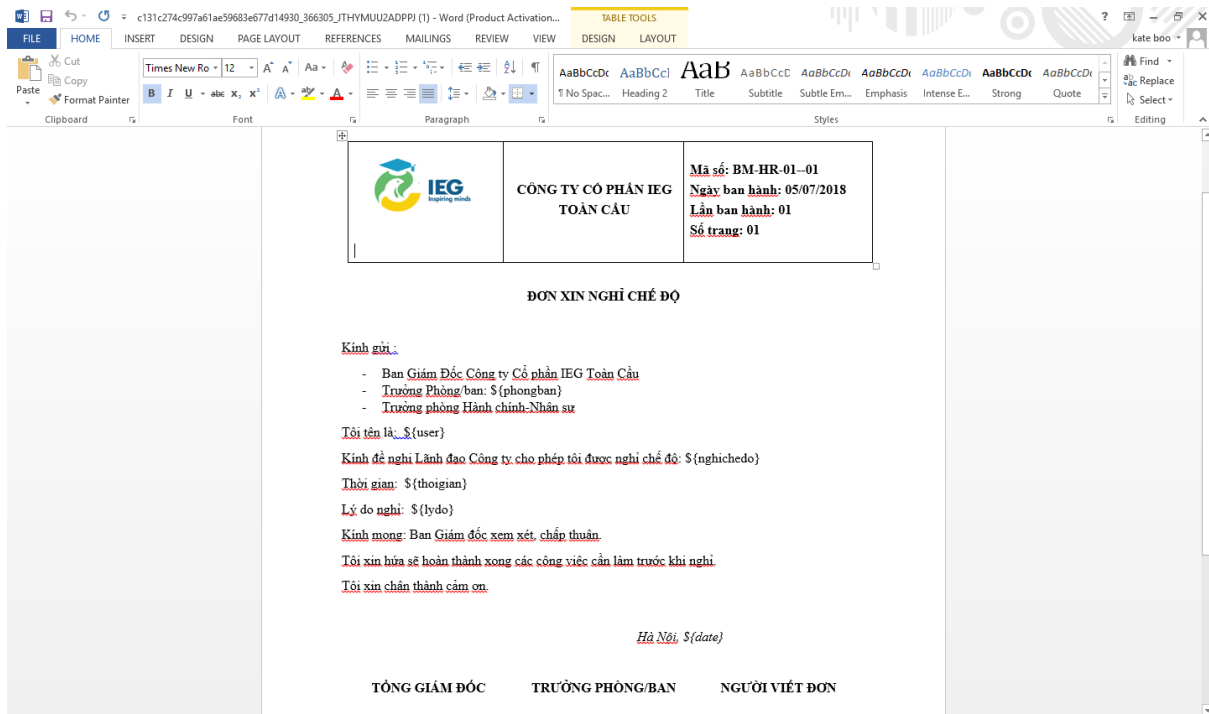 c131c274c997a61ae59683e677d14930_366305_JTHYMUU2ADPPJ (1) - Word (Product Activation...
TABLE TOOLS
?
FILE
HOME
INSERT
DESIGN
PAGE LAYOUT
REFERENCES
MAILINGS
REVIEW
VIEW
DESIGN
LAYOUT
kate boo
Paste
Cut
Copy
Format Painter
Clipboard
Times New Ro
12
Aa
B I U abc X₂ X²
Font
Paragraph
AaBbCcDc AaBbCcl AaB AaBbCcD AaBbCcDc AaBbCcDc AaBbCcDc AaBbCcDc AaBbCcDc
¶ No Spac... Heading 2 Title Subtitle Subtle Em... Emphasis Intense E... Strong Quote
Styles
Find
Replace
Select
Editing
IEG
Inspiring minds
CÔNG TY CỔ PHẦN IEG
TOÀN CẦU
Mã số: BM-HR-01--01
Ngày ban hành: 05/07/2018
Lần ban hành: 01
Số trang: 01
ĐƠN XIN NGHỈ CHẾ ĐỘ
Kính gửi :
- Ban Giám Đốc Công ty Cổ phần IEG Toàn Cầu
- Trưởng Phòng/ban: ${phongban}
- Trưởng phòng Hành chính-Nhân sự
Tôi tên là: ${user}
Kính đề nghị Lãnh đạo Công ty cho phép tôi được nghỉ chế độ: ${nghichedo}
Thời gian: ${thoigian}
Lý do nghỉ: ${lydo}
Kính mong: Ban Giám đốc xem xét, chấp thuận.
Tôi xin hứa sẽ hoàn thành xong các công việc cần làm trước khi nghỉ.
Tôi xin chân thành cảm ơn.
Hà Nội, ${date}
TỔNG GIÁM ĐỐC TRƯỞNG PHÒNG/BAN NGƯỜI VIẾT ĐƠN